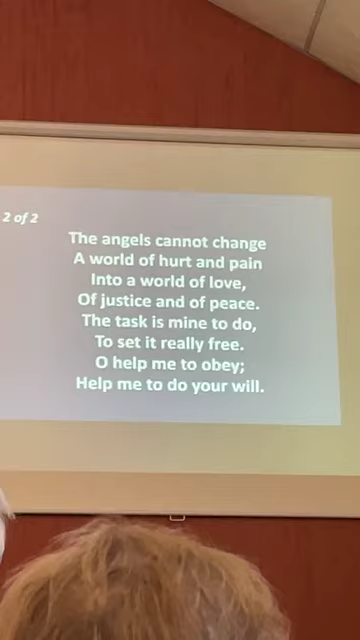 2 of 2
The angels cannot change
A world of hurt and pain
Into a world of love,
Of justice and of peace.
The task is mine to do,
To set it really free.
O help me to obey;
Help me to do your will.